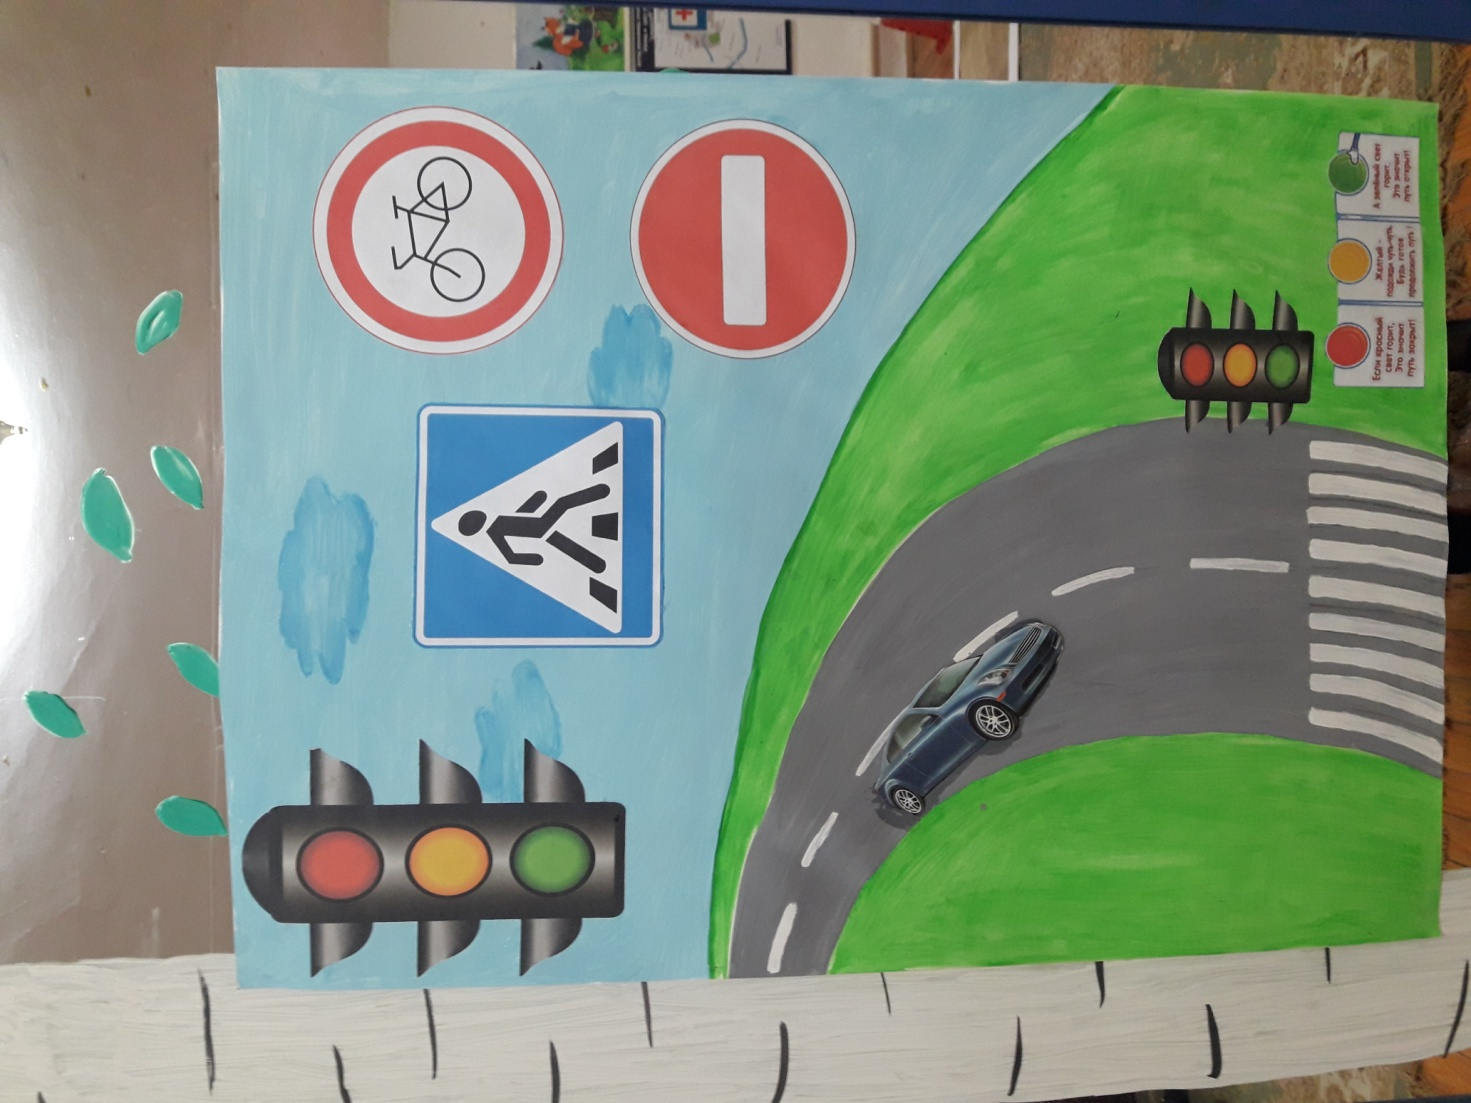 Если красный
свет горит,
Это значит
путь закрыт!
Желтый -
подожди чуть-чуть
Будь готов
продолжить путь!
А зелёный свет
горит,
Это значит
путь открыт!